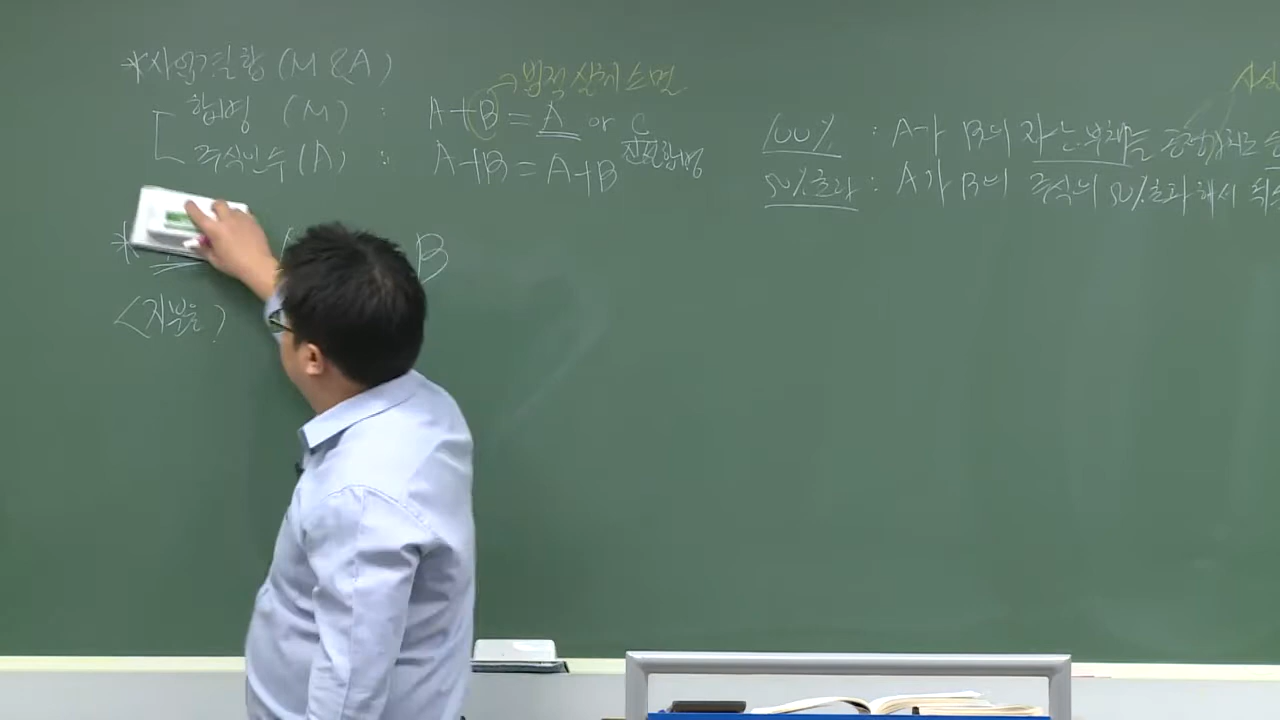 *사업결합 (M&A)
합병 (M) : A+B = A or C
→법적실체 소멸
신설합병
주식인수(A) : A+B = A+B
100% : A가 B의 자산·부채를
50%초과 : A가 B의 주식의 50%초과해서
* B
<지분율>